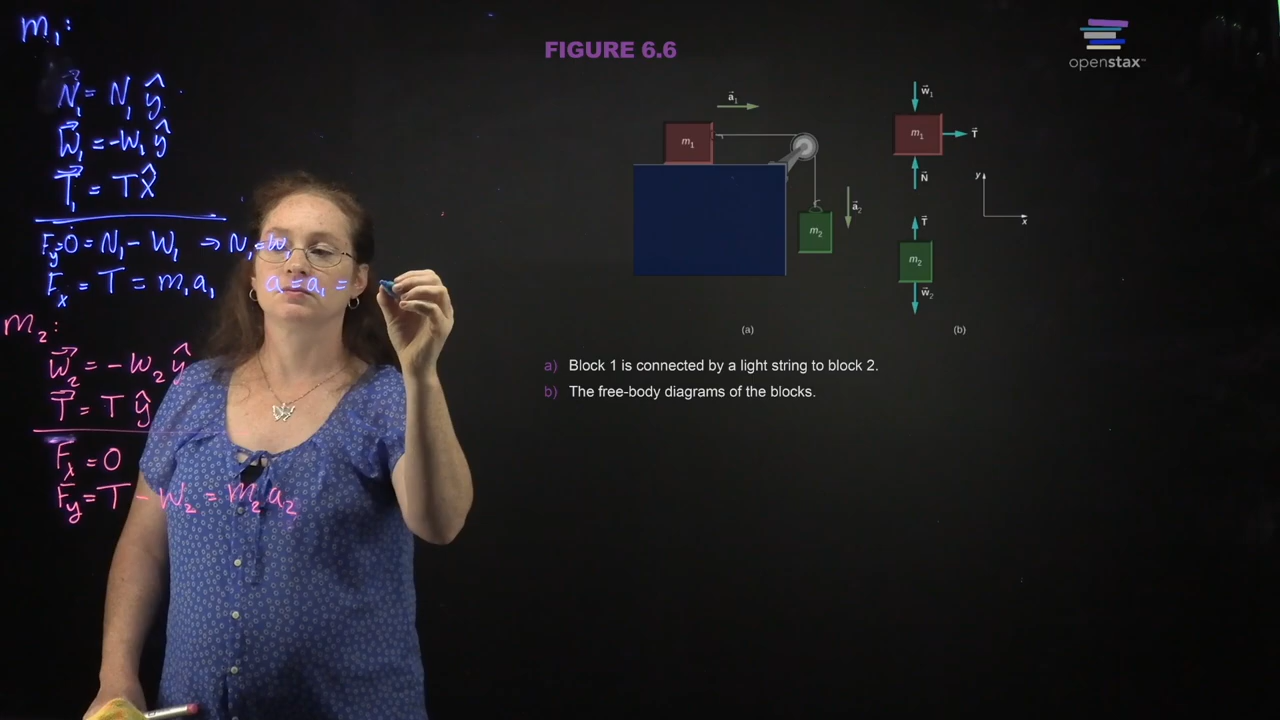 m₁:
N⃗₁ = N₁ ŷ
W⃗₁ = -W₁ ŷ
T⃗₁ = T x̂
F_y = 0 = N₁ - W₁ → N₁ = W₁
F_x = T = m₁a₁ a = a₁ =
m₂:
W⃗₂ = -W₂ ŷ
T⃗ = T ŷ
F_x = 0
F_y = T - W₂ = m₂a₂
FIGURE 6.6
openstax™
a⃗₁
m₁
m₂
a⃗₂
(a)
w⃗₁
m₁
T⃗
N⃗
y
x
T⃗
m₂
w⃗₂
(b)
a) Block 1 is connected by a light string to block 2.
b) The free-body diagrams of the blocks.